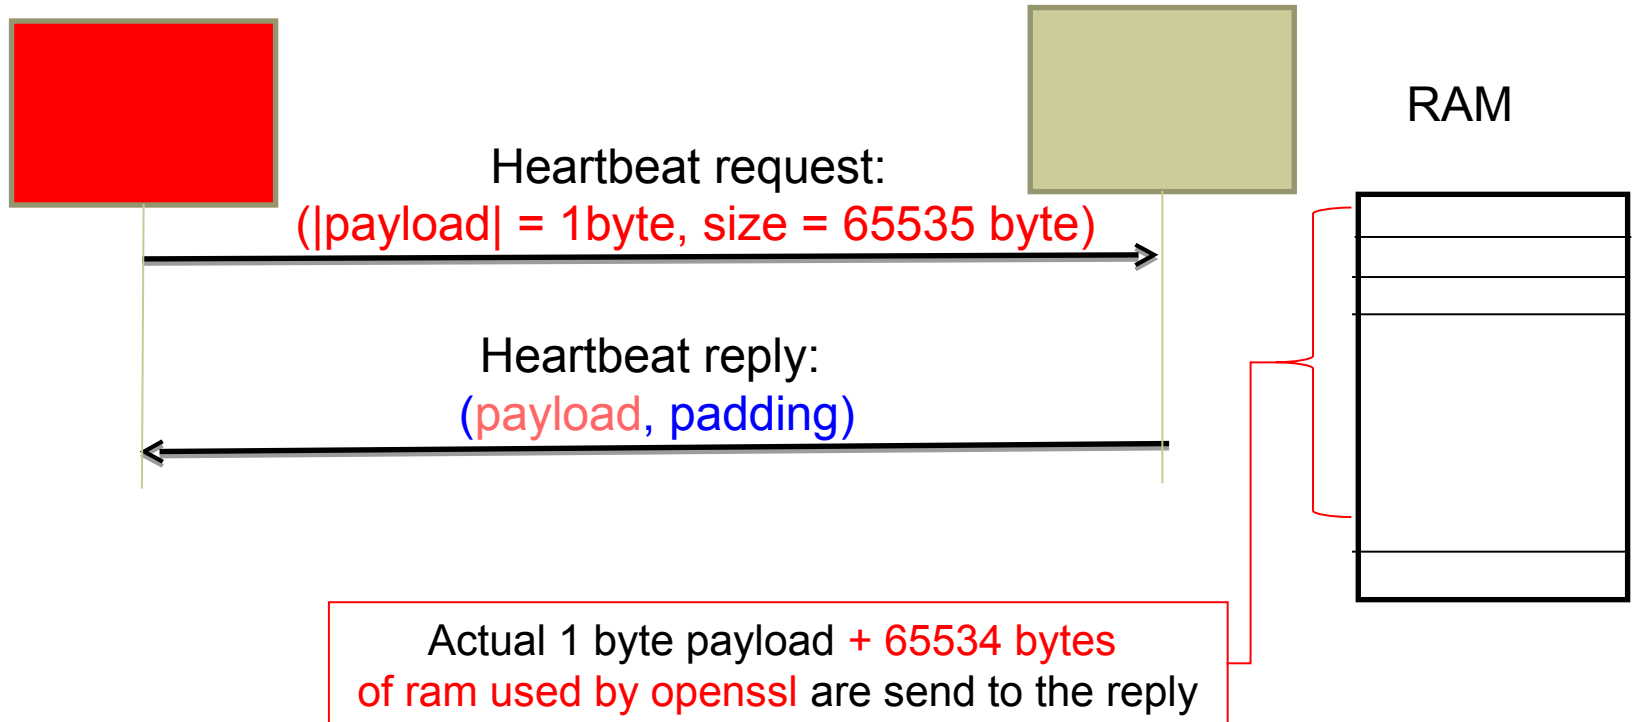 RAM
Heartbeat request:
(|payload| = 1byte, size = 65535 byte)
Heartbeat reply:
(payload, padding)
Actual 1 byte payload + 65534 bytes
of ram used by openssl are send to the reply